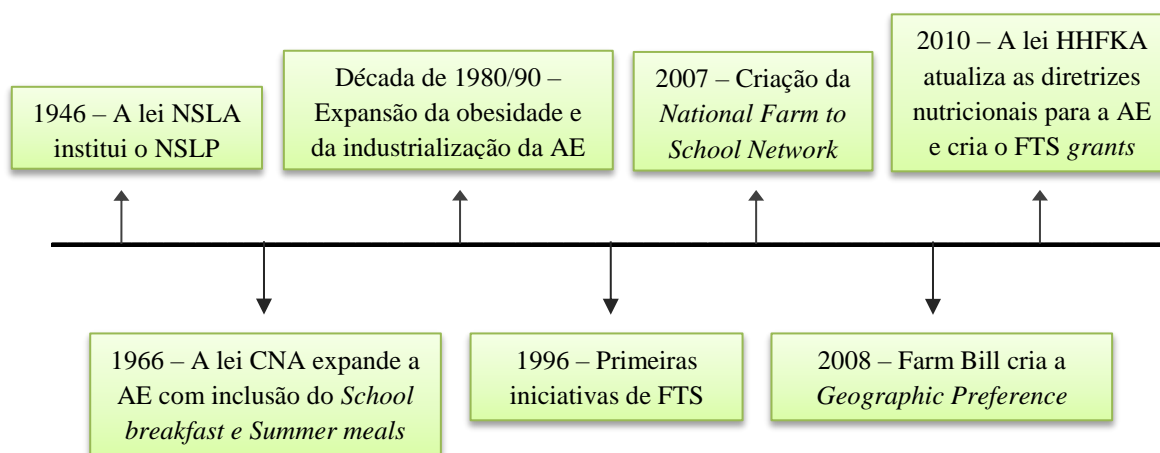 1946 – A lei NSLA
institui o NSLP
Década de 1980/90 –
Expansão da obesidade e
da industrialização da AE
2007 – Criação da
National Farm to
School Network
2010 – A lei HHFKA
atualiza as diretrizes
nutricionais para a AE
e cria o FTS grants
1966 – A lei CNA expande a
AE com inclusão do School
breakfast e Summer meals
1996 – Primeiras
iniciativas de FTS
2008 – Farm Bill cria a
Geographic Preference